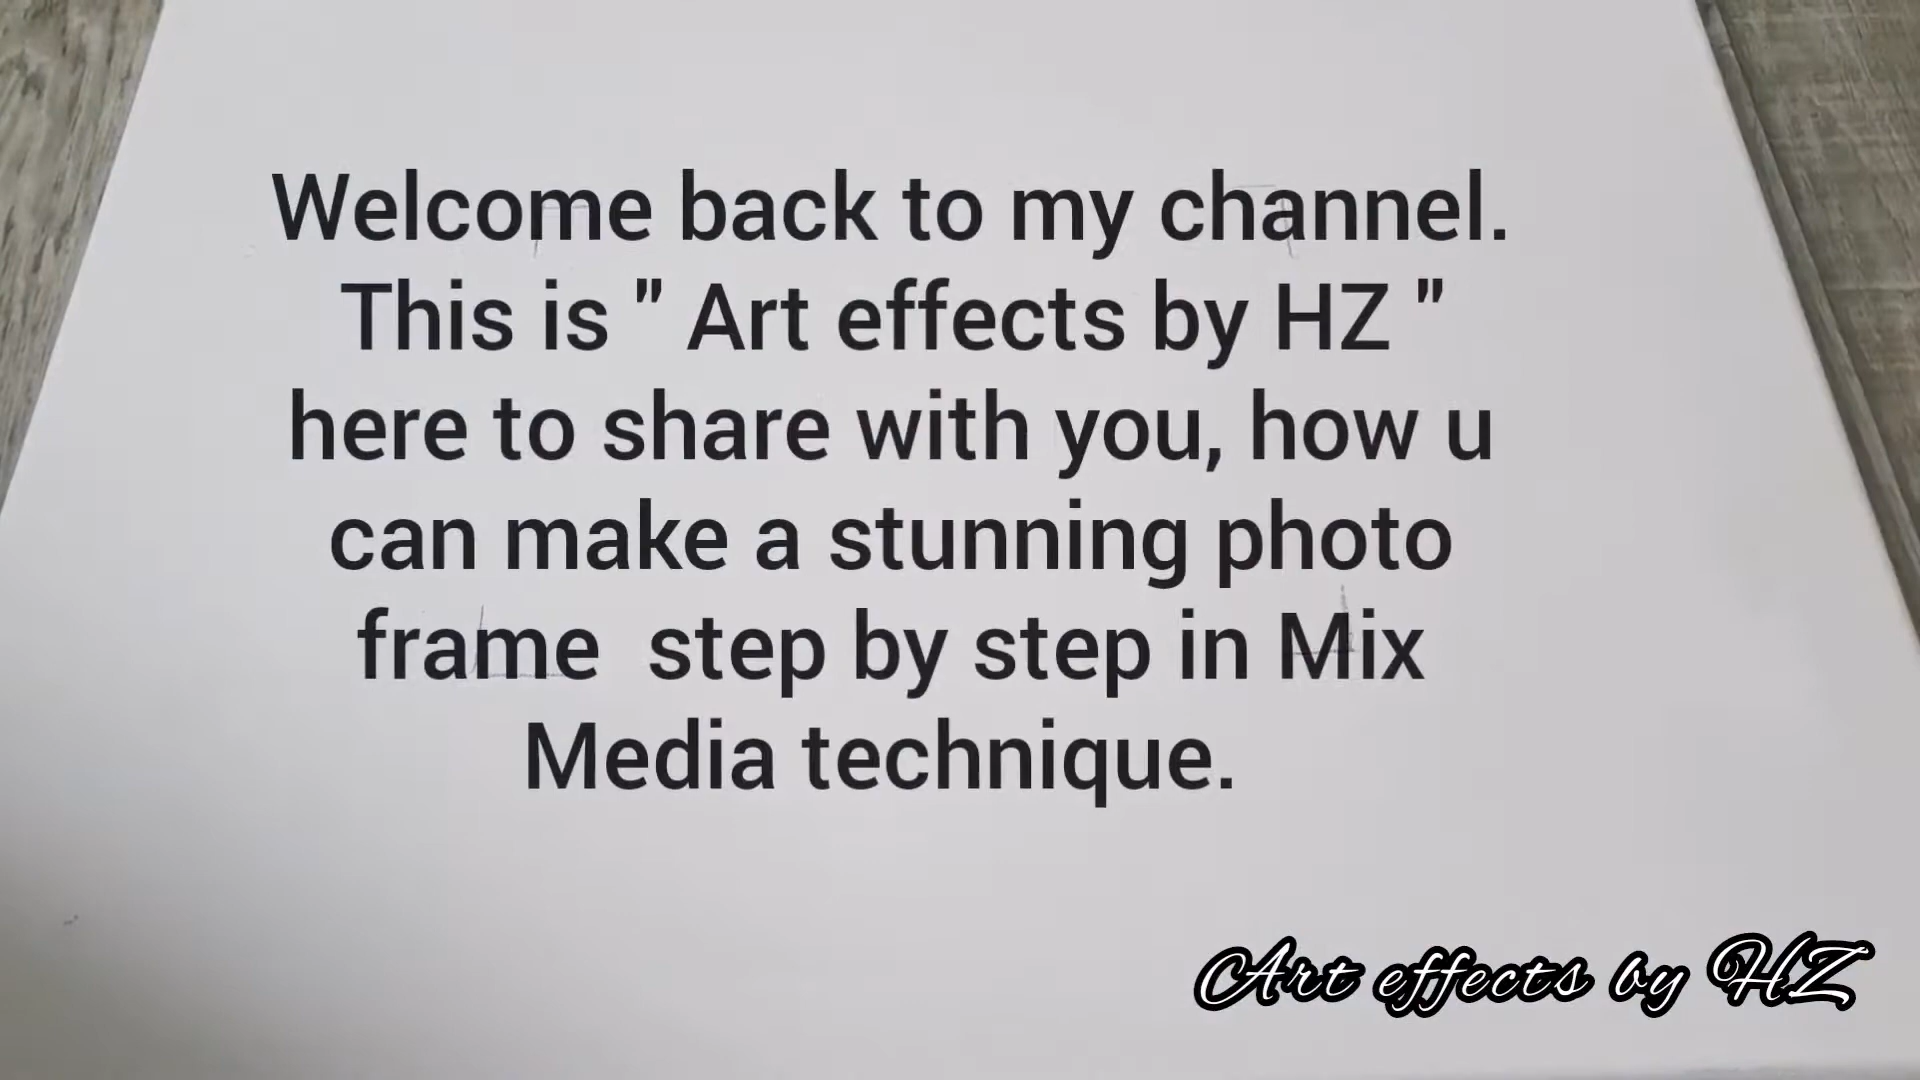 Welcome back to my channel.
This is " Art effects by HZ "
here to share with you, how u
can make a stunning photo
frame  step by step in Mix
Media technique.
Art effects by HZ